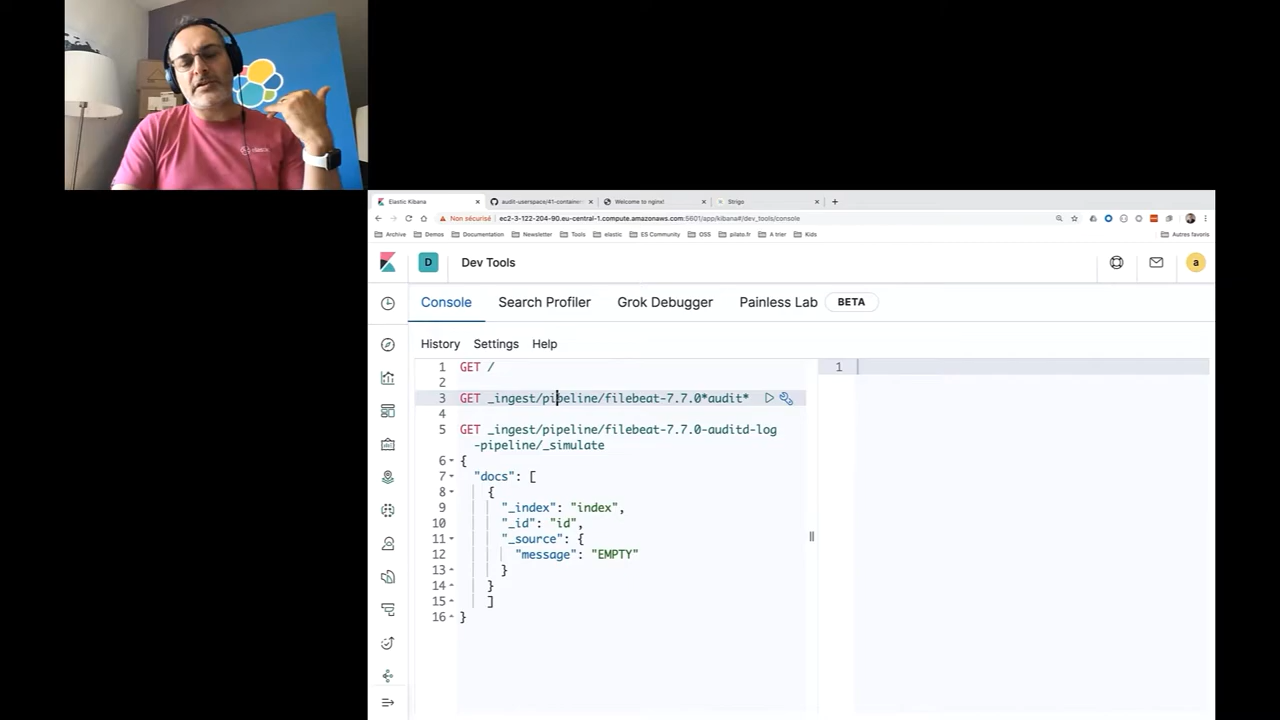 elastic
Elastic Kibana
audit-userspace/41-container
Welcome to nginx!
Strigo
Non sécurisé
ec2-3-122-204-90.eu-central-1.compute.amazonaws.com:5601/app/kibana#/dev_tools/console
Archive
Demos
Documentation
Newsletter
Tools
elastic
ES Community
OSS
pilato.fr
A trier
Kids
Autres favoris
D
Dev Tools
a
Console
Search Profiler
Grok Debugger
Painless Lab
BETA
History
Settings
Help
1 GET /
2
3 GET _ingest/pipeline/filebeat-7.7.0*audit*
4
5 GET _ingest/pipeline/filebeat-7.7.0-auditd-log
-pipeline/_simulate
6 {
7 "docs": [
8 {
9 "_index": "index",
10 "_id": "id",
11 "_source": {
12 "message": "EMPTY"
13 }
14 }
15 ]
16 }
1